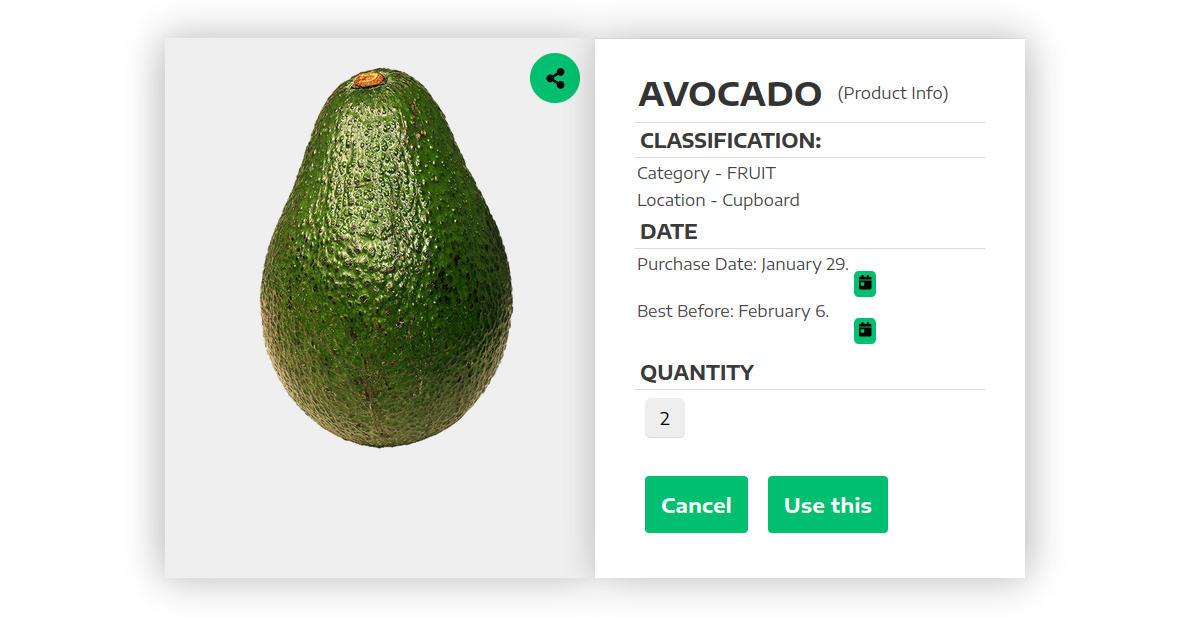 AVOCADO (Product Info)
CLASSIFICATION:
Category - FRUIT
Location - Cupboard
DATE
Purchase Date: January 29.
Best Before: February 6.
QUANTITY
2
Cancel Use this